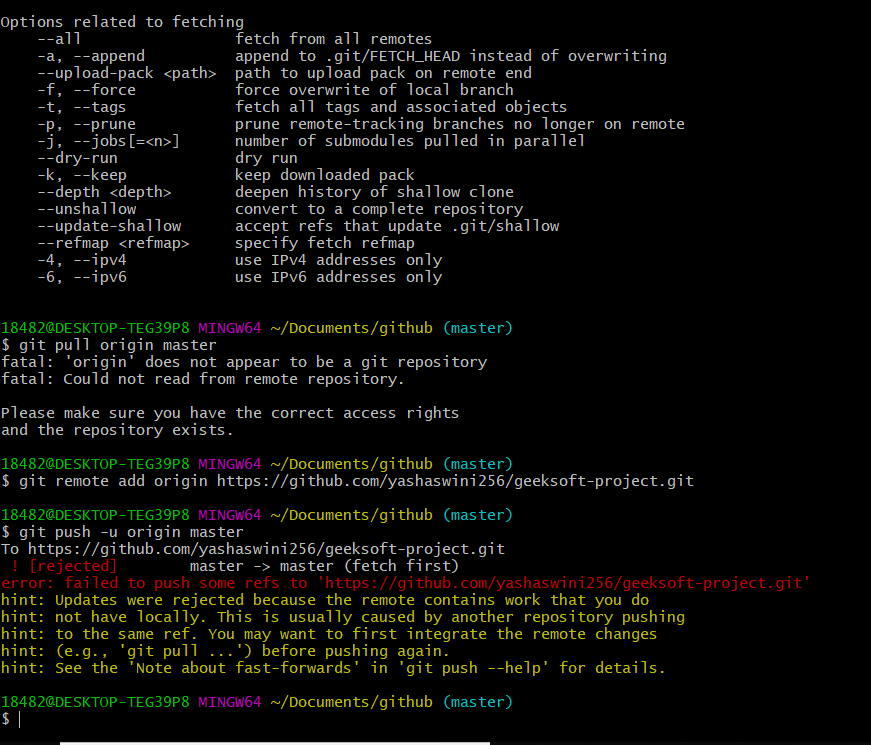 Options related to fetching
    --all                 fetch from all remotes
    -a, --append          append to .git/FETCH_HEAD instead of overwriting
    --upload-pack <path>  path to upload pack on remote end
    -f, --force           force overwrite of local branch
    -t, --tags            fetch all tags and associated objects
    -p, --prune           prune remote-tracking branches no longer on remote
    -j, --jobs[=<n>]      number of submodules pulled in parallel
    --dry-run             dry run
    -k, --keep            keep downloaded pack
    --depth <depth>       deepen history of shallow clone
    --unshallow           convert to a complete repository
    --update-shallow      accept refs that update .git/shallow
    --refmap <refmap>     specify fetch refmap
    -4, --ipv4            use IPv4 addresses only
    -6, --ipv6            use IPv6 addresses only
18482@DESKTOP-TEG39P8 MINGW64 ~/Documents/github (master)
$ git pull origin master
fatal: 'origin' does not appear to be a git repository
fatal: Could not read from remote repository.
Please make sure you have the correct access rights
and the repository exists.
18482@DESKTOP-TEG39P8 MINGW64 ~/Documents/github (master)
$ git remote add origin https://github.com/yashaswini256/geeksoft-project.git
18482@DESKTOP-TEG39P8 MINGW64 ~/Documents/github (master)
$ git push -u origin master
To https://github.com/yashaswini256/geeksoft-project.git
 ! [rejected]        master -> master (fetch first)
error: failed to push some refs to 'https://github.com/yashaswini256/geeksoft-project.git'
hint: Updates were rejected because the remote contains work that you do
hint: not have locally. This is usually caused by another repository pushing
hint: to the same ref. You may want to first integrate the remote changes
hint: (e.g., 'git pull ...') before pushing again.
hint: See the 'Note about fast-forwards' in 'git push --help' for details.
18482@DESKTOP-TEG39P8 MINGW64 ~/Documents/github (master)
$